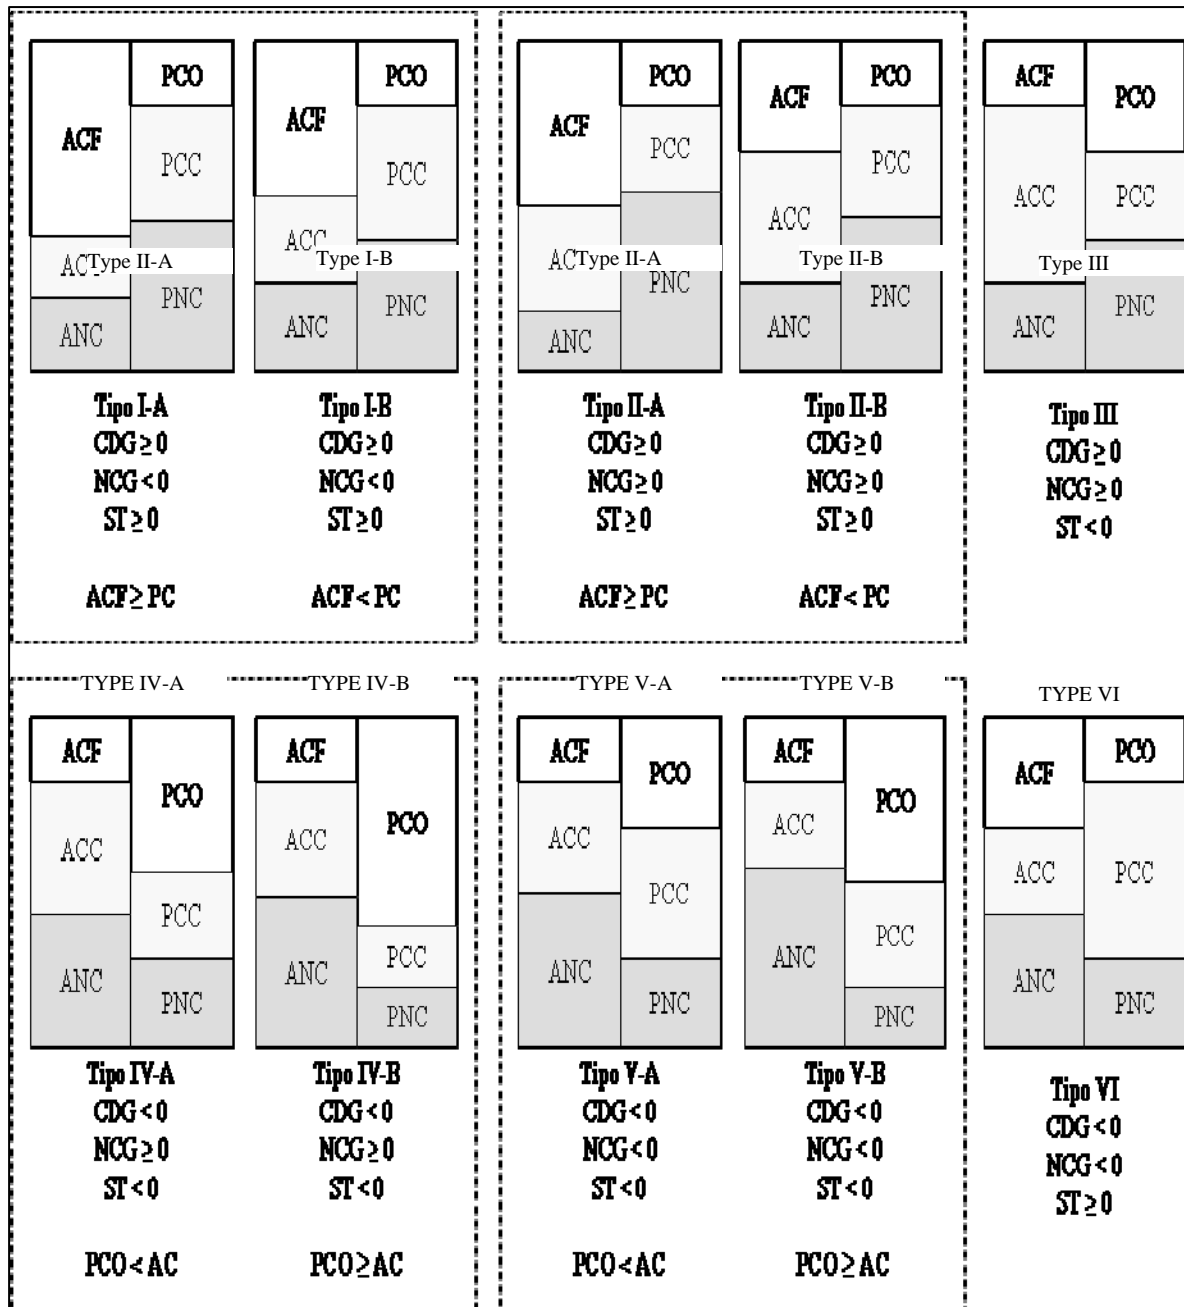 ACF
PCO
PCC
AC
Type II-A
PNC
ANC
Tipo I-A
CDG≥0
NCG<0
ST≥0
ACF≥PC
ACF
PCO
PCC
ACC
Type I-B
PNC
ANC
Tipo I-B
CDG≥0
NCG<0
ST≥0
ACF<PC
ACF
PCO
PCC
AC
Type II-A
PNC
ANC
Tipo II-A
CDG≥0
NCG≥0
ST≥0
ACF≥PC
ACF
PCO
PCC
ACC
Type II-B
PNC
ANC
Tipo II-B
CDG≥0
NCG≥0
ST≥0
ACF<PC
ACF
PCO
ACC
PCC
Type III
PNC
ANC
Tipo III
CDG≥0
NCG≥0
ST<0
TYPE IV-A
ACF
PCO
ACC
PCC
ANC
PNC
Tipo IV-A
CDG<0
NCG≥0
ST<0
PCO<AC
TYPE IV-B
ACF
PCO
ACC
PCC
ANC
PNC
Tipo IV-B
CDG<0
NCG≥0
ST<0
PCO≥AC
TYPE V-A
ACF
PCO
ACC
PCC
ANC
PNC
Tipo V-A
CDG<0
NCG<0
ST<0
PCO<AC
TYPE V-B
ACF
PCO
ACC
PCC
ANC
PNC
Tipo V-B
CDG<0
NCG<0
ST<0
PCO≥AC
TYPE VI
ACF
PCO
ACC
PCC
ANC
PNC
Tipo VI
CDG<0
NCG<0
ST≥0